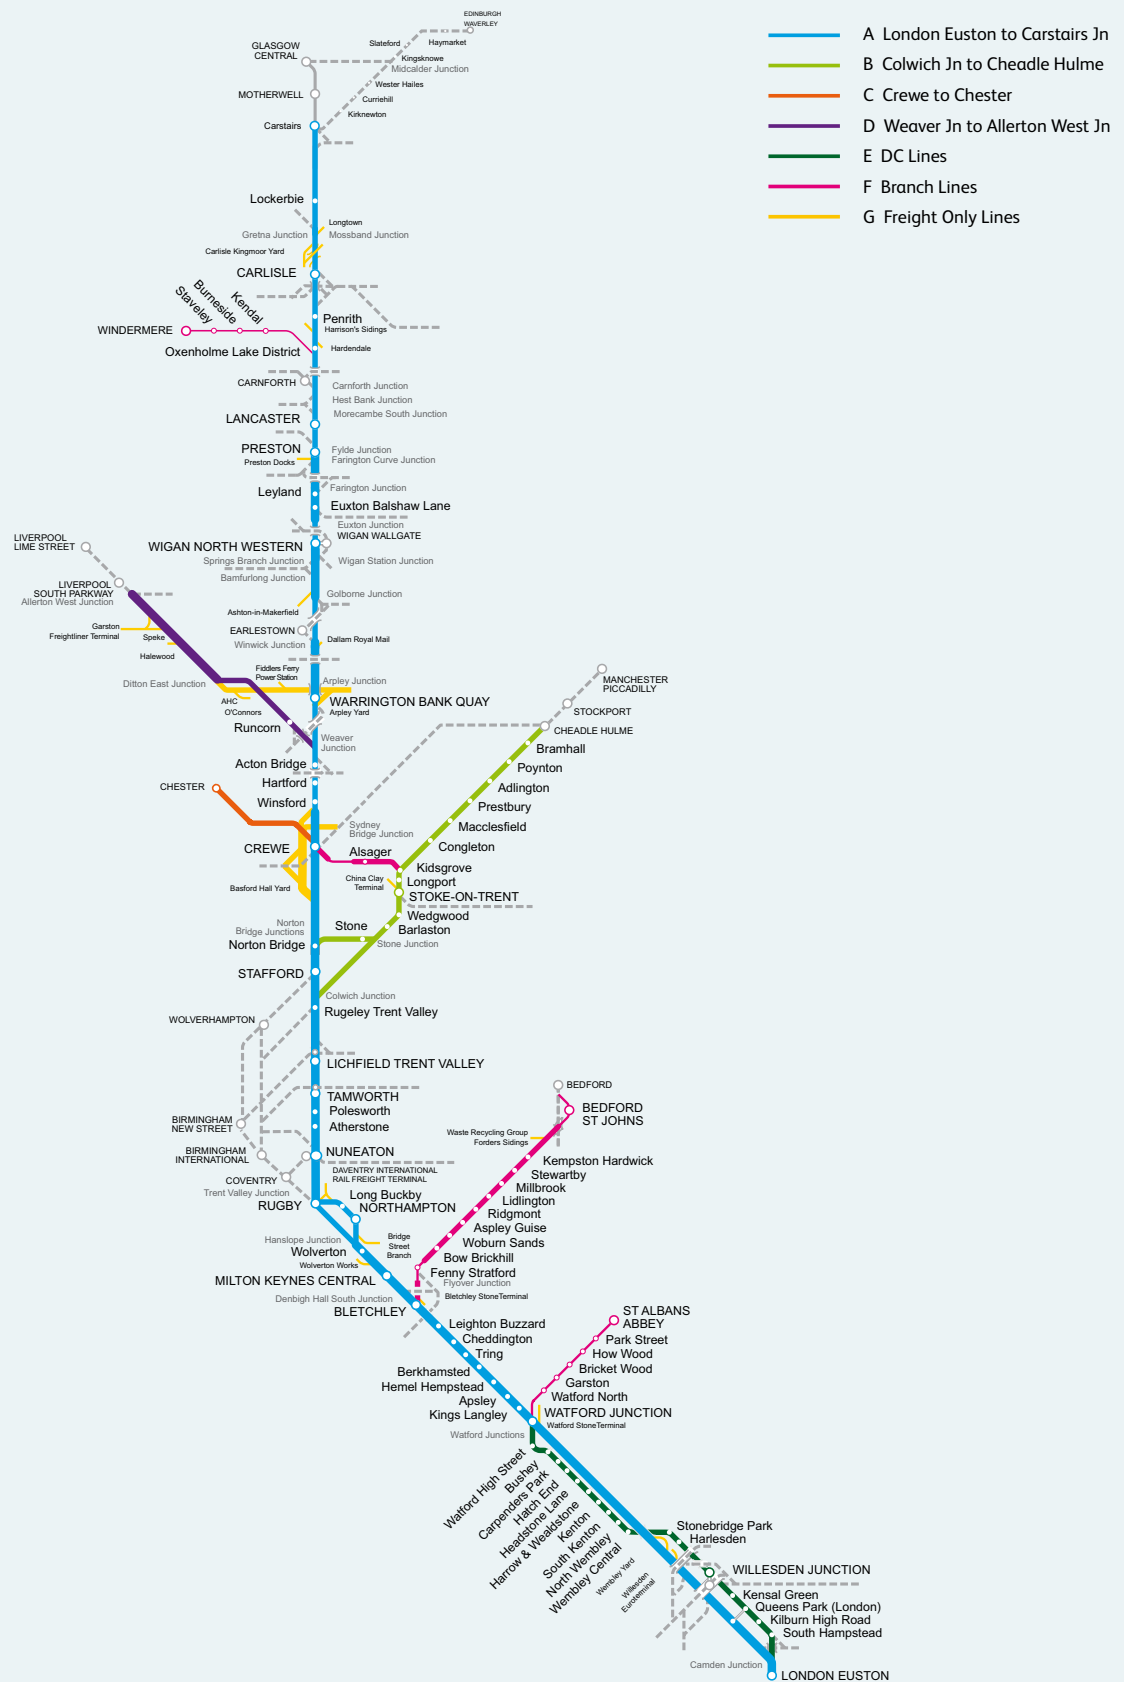 EDINBURGH
WAVERLEY
Haymarket
Slateford
Kingsknowe
Midcalder Junction
Wester Hailes
Curriehill
Kirknewton
GLASGOW
CENTRAL
MOTHERWELL
Carstairs
A London Euston to Carstairs Jn
B Colwich Jn to Cheadle Hulme
C Crewe to Chester
D Weaver Jn to Allerton West Jn
E DC Lines
F Branch Lines
G Freight Only Lines
Lockerbie
Longtown
Gretna Junction
Mossband Junction
Carlisle Kingmoor Yard
CARLISLE
Penrith
Harrison's Sidings
Kendal
Burneside
Staveley
WINDERMERE
Oxenholme Lake District
Hardendale
CARNFORTH
Carnforth Junction
Hest Bank Junction
Morecambe South Junction
LANCASTER
PRESTON
Fylde Junction
Farington Curve Junction
Preston Docks
Farington Junction
Leyland
Euxton Balshaw Lane
Euxton Junction
WIGAN WALLGATE
WIGAN NORTH WESTERN
Springs Branch Junction
Wigan Station Junction
Bamfurlong Junction
LIVERPOOL
LIME STREET
LIVERPOOL
SOUTH PARKWAY
Allerton West Junction
Golborne Junction
Ashton-in-Makerfield
EARLESTOWN
Garston
Freightliner Terminal
Speke
Halewood
Winwick Junction
Dallam Royal Mail
Fiddlers Ferry
Power Station
Ditton East Junction
Arpley Junction
AHC
O'Connors
WARRINGTON BANK QUAY
Arpley Yard
Runcorn
Weaver
Junction
MANCHESTER
PICCADILLY
STOCKPORT
CHEADLE HULME
Acton Bridge
Hartford
Winsford
CHESTER
Bramhall
Poynton
Adlington
Prestbury
Macclesfield
Congleton
Sydney
Bridge Junction
CREWE
Alsager
Kidsgrove
China Clay
Terminal
Longport
STOKE-ON-TRENT
Basford Hall Yard
Wedgwood
Barlaston
Norton
Bridge Junctions
Stone
Stone Junction
Norton Bridge
STAFFORD
Colwich Junction
Rugeley Trent Valley
WOLVERHAMPTON
LICHFIELD TRENT VALLEY
TAMWORTH
Polesworth
Atherstone
BIRMINGHAM
NEW STREET
BIRMINGHAM
INTERNATIONAL
NUNEATON
COVENTRY
DAVENTRY INTERNATIONAL
RAIL FREIGHT TERMINAL
Trent Valley Junction
RUGBY
Long Buckby
NORTHAMPTON
BEDFORD
BEDFORD
ST JOHNS
Waste Recycling Group
Forders Sidings
Kempston Hardwick
Stewartby
Millbrook
Lidlington
Ridgmont
Aspley Guise
Woburn Sands
Bow Brickhill
Fenny Stratford
Flyover Junction
Bletchley StoneTerminal
Hanslope Junction
Bridge
Street
Branch
Wolverton
Wolverton Works
MILTON KEYNES CENTRAL
Denbigh Hall South Junction
BLETCHLEY
Leighton Buzzard
Cheddington
Tring
Berkhamsted
Hemel Hempstead
Apsley
Kings Langley
ST ALBANS
ABBEY
Park Street
How Wood
Bricket Wood
Garston
Watford North
WATFORD JUNCTION
Watford StoneTerminal
Watford Junctions
Watford High Street
Bushey
Carpenders Park
Hatch End
Headstone Lane
Harrow & Wealdstone
Kenton
South Kenton
North Wembley
Wembley Central
Wembley Yard
Willesden
Euroterminal
Stonebridge Park
Harlesden
WILLESDEN JUNCTION
Kensal Green
Queens Park (London)
Kilburn High Road
South Hampstead
Camden Junction
LONDON EUSTON